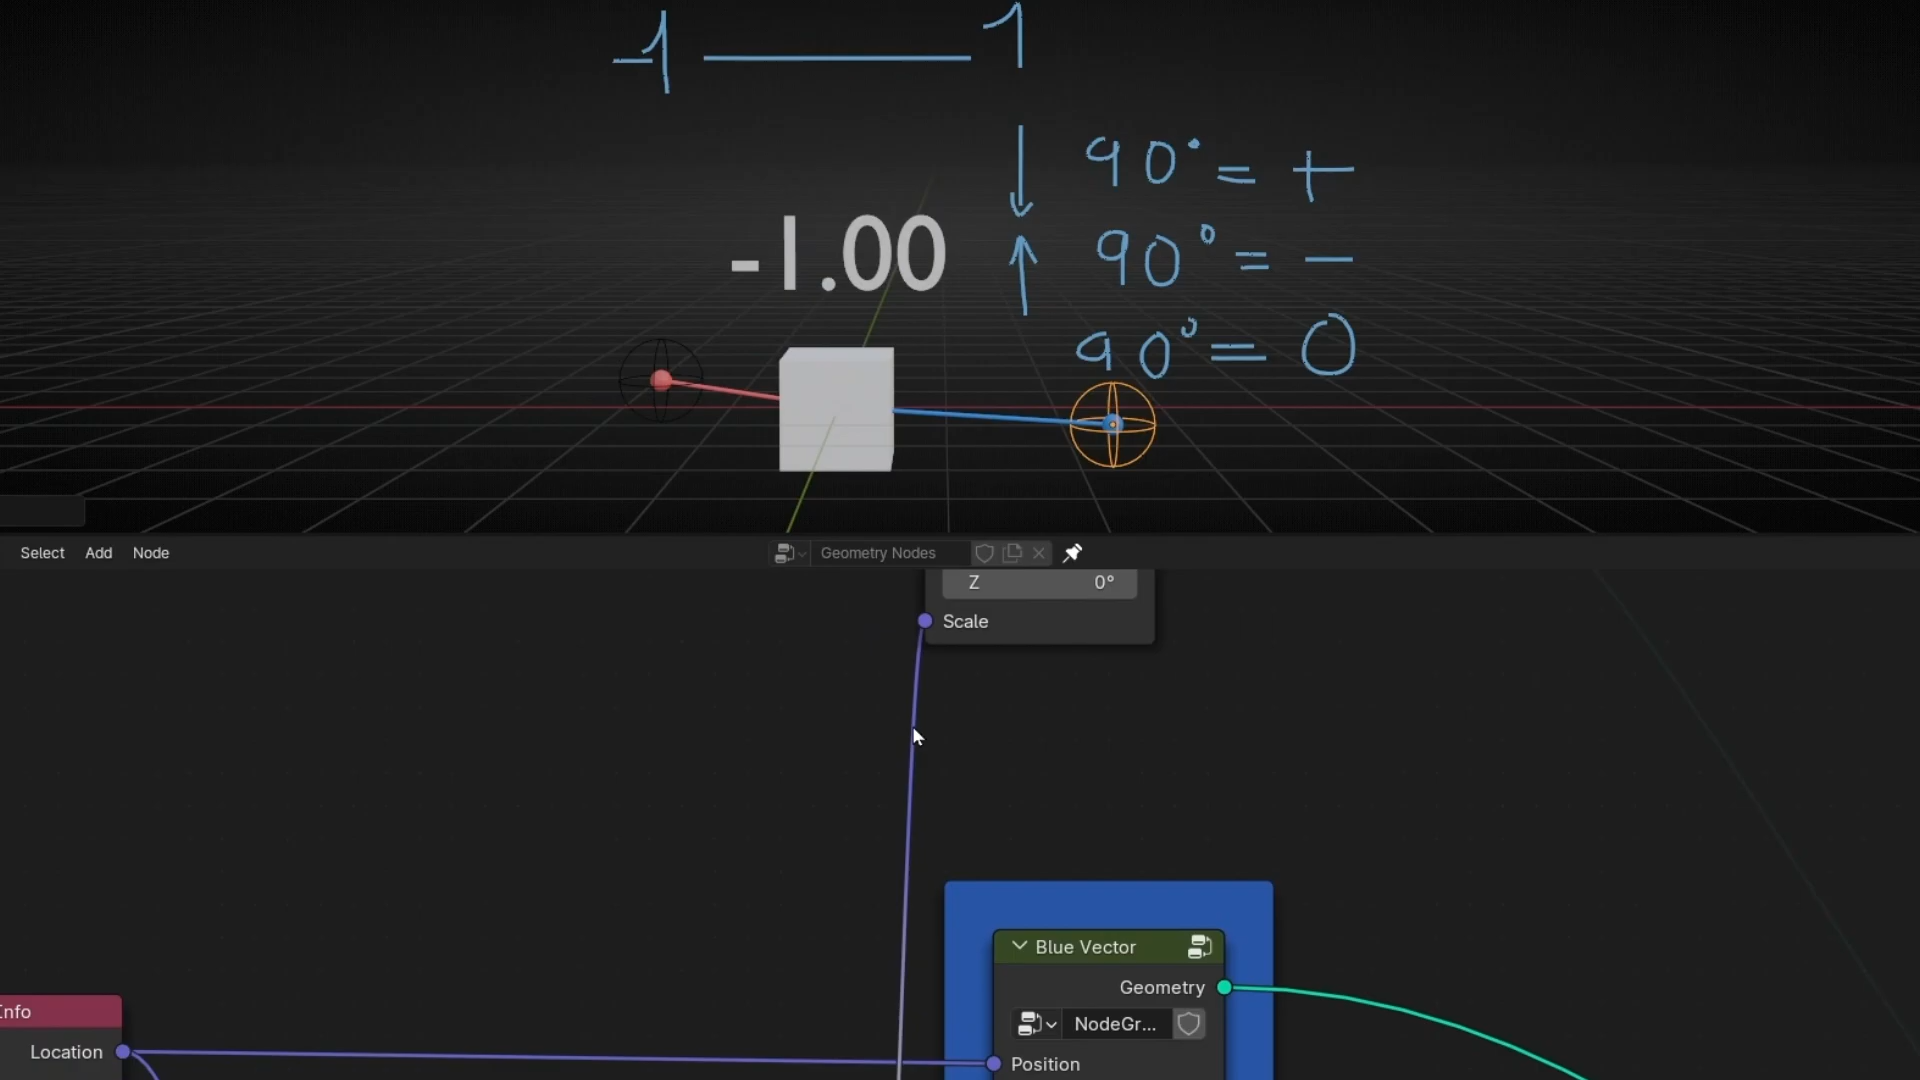 -1 — 1
↓ 90° = +
-1.00
↑ 90° = -
90° = 0
Select Add Node
Geometry Nodes
Z 0°
Scale
Blue Vector
Geometry
NodeGr...
Info
Location
Position